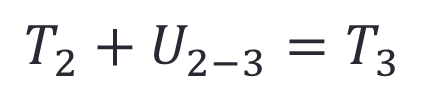 T₂ + U₂₋₃ = T₃